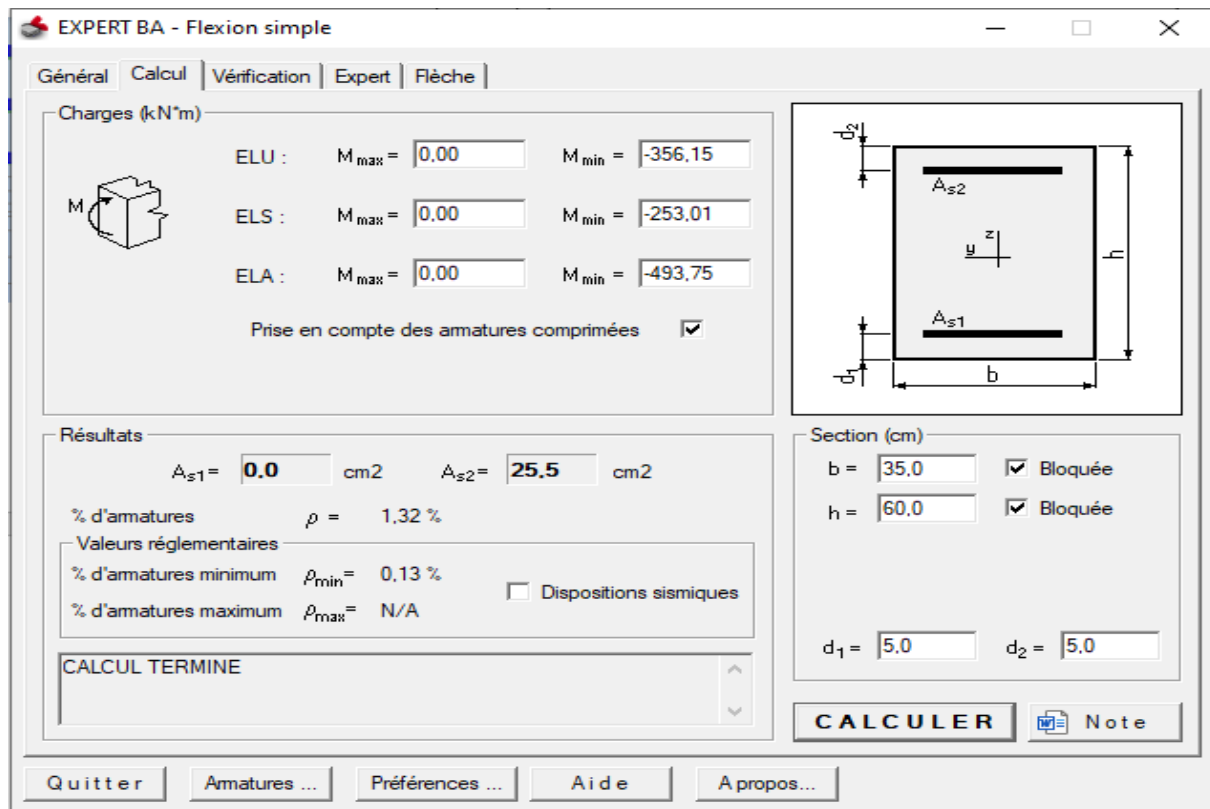 EXPERT BA - Flexion simple
Général Calcul Vérification Expert Flèche
Charges (kN*m)
ELU : M max = 0,00 M min = -356,15
M
ELS : M max = 0,00 M min = -253,01
ELA : M max = 0,00 M min = -493,75
Prise en compte des armatures comprimées
d2
As2
z
y
h
As1
d1
b
Résultats
As1= 0.0 cm2 As2= 25.5 cm2
% d'armatures ρ = 1,32 %
Valeurs réglementaires
% d'armatures minimum ρmin= 0,13 %
Dispositions sismiques
% d'armatures maximum ρmax= N/A
CALCUL TERMINE
Section (cm)
b = 35,0 Bloquée
h = 60,0 Bloquée
d1 = 5,0 d2 = 5,0
CALCULER Note
Quitter Armatures ... Préférences ... Aide A propos...